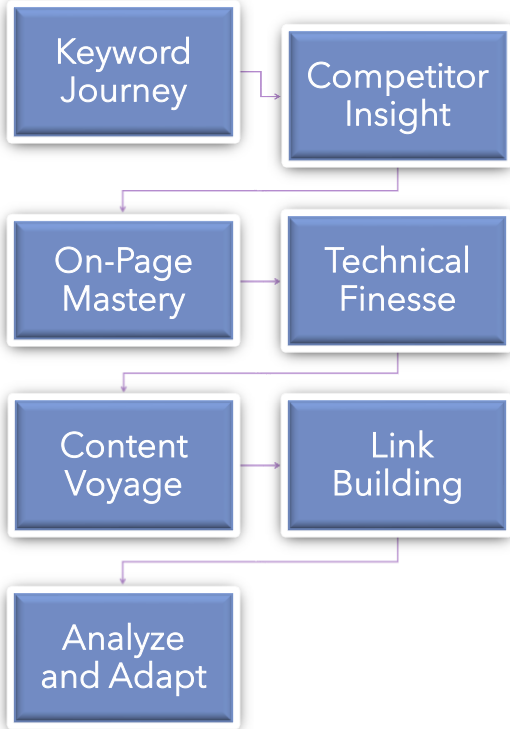 Keyword
Journey
Competitor
Insight
On-Page
Mastery
Technical
Finesse
Content
Voyage
Link
Building
Analyze
and Adapt